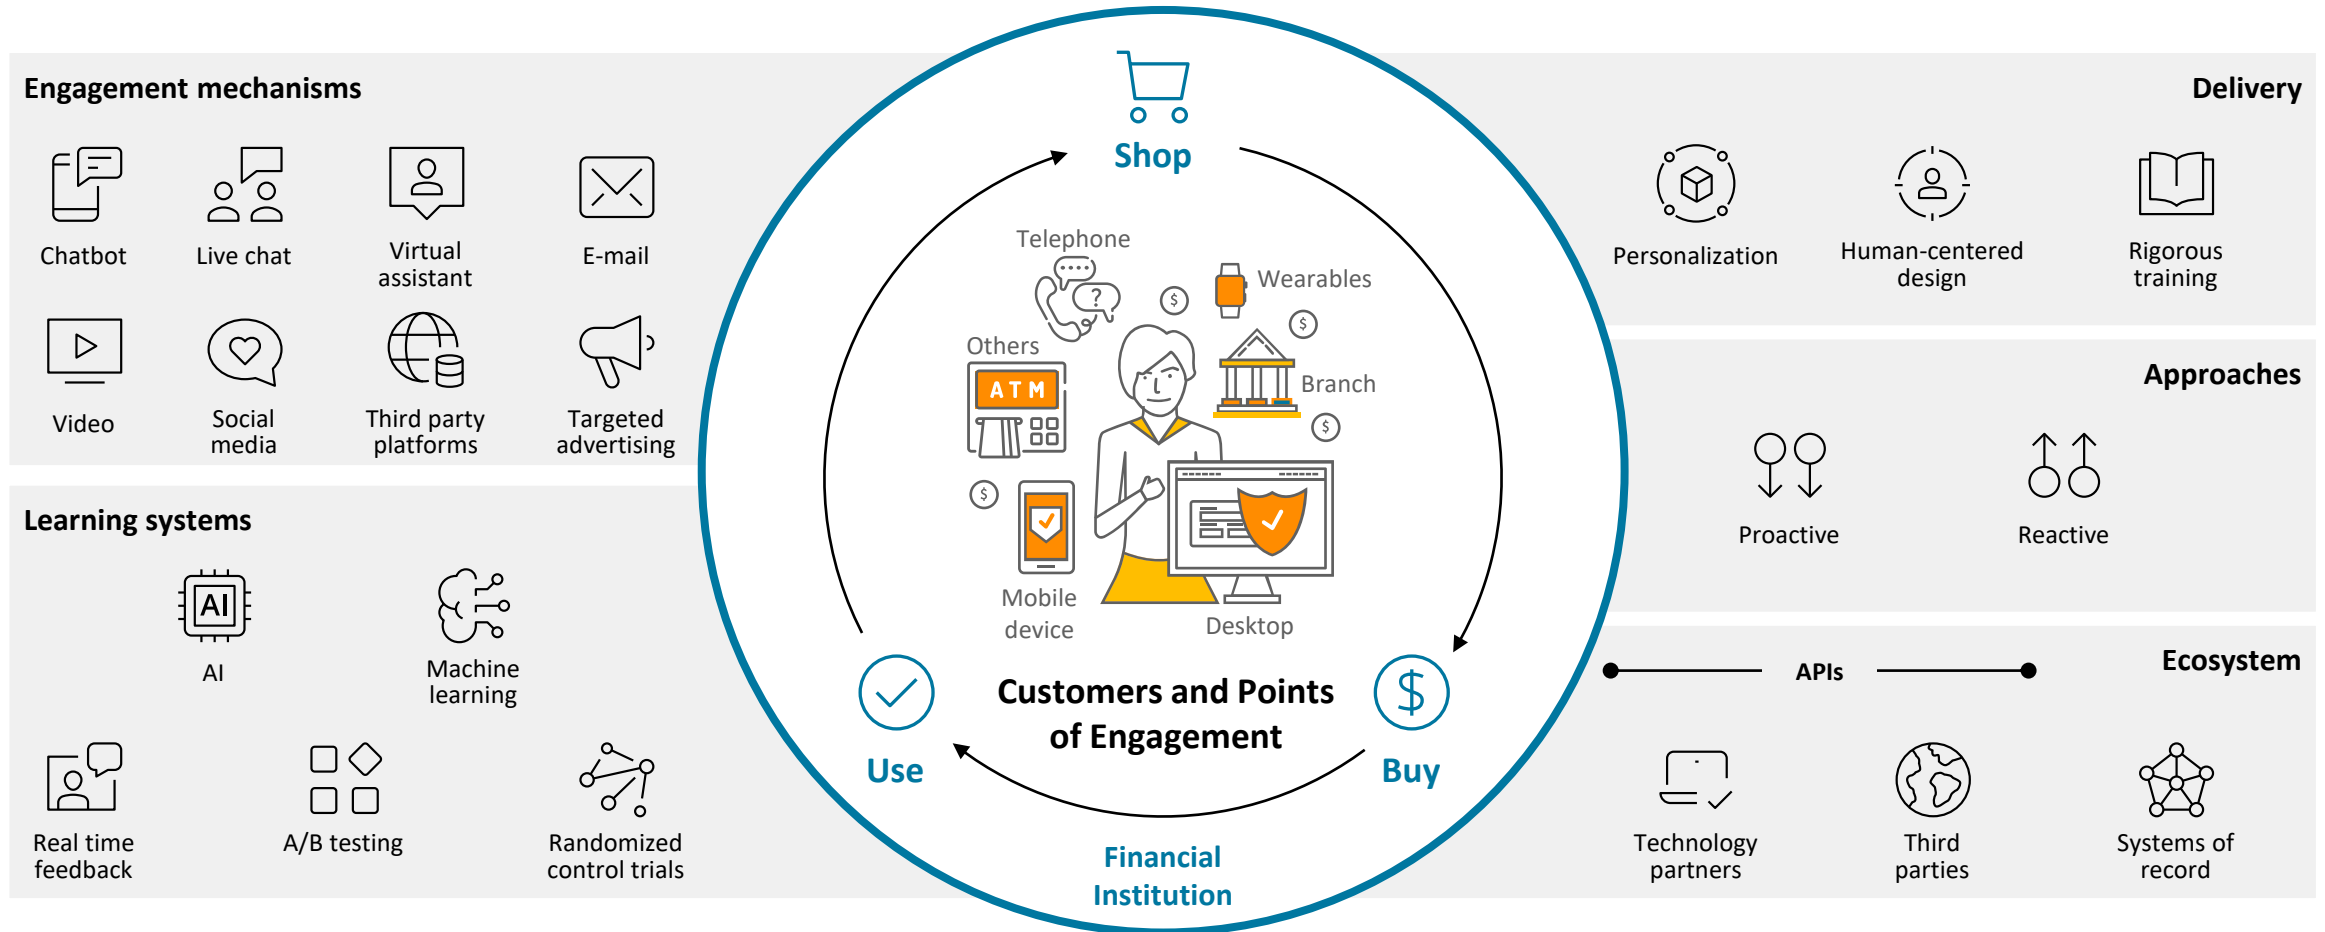 Engagement mechanisms
Chatbot
Live chat
Virtual
assistant
E-mail
Video
Social
media
Third party
platforms
Targeted
advertising
Learning systems
AI
AI
Machine
learning
Real time
feedback
A/B testing
Randomized
control trials
Shop
Telephone
?
$
Wearables
$
Others
ATM
Branch
$
$
Mobile
device
Desktop
Customers and Points
of Engagement
Use
$
Buy
Financial
Institution
Delivery
Personalization
Human-centered
design
Rigorous
training
Approaches
Proactive
Reactive
Ecosystem
APIs
Technology
partners
Third
parties
Systems of
record